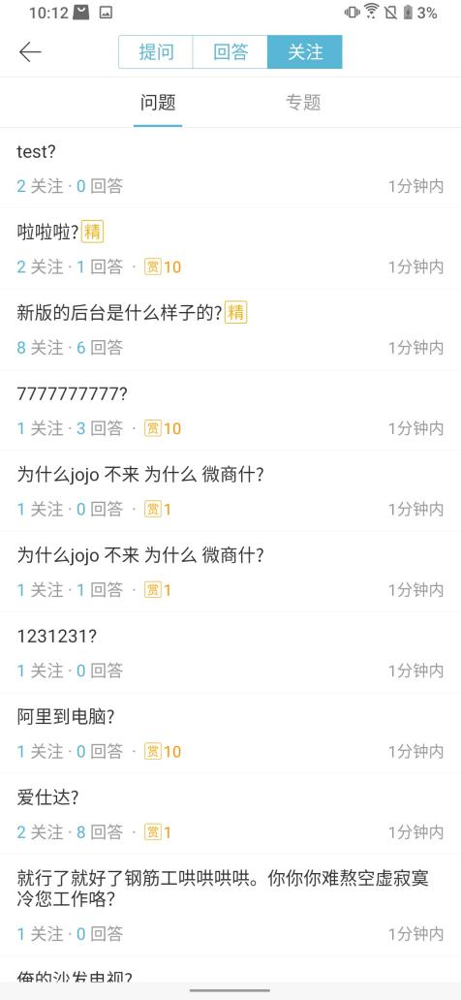 10:12 3%
提问 回答 关注
问题 专题
test?
2 关注 · 0 回答 1分钟内
啦啦啦? 精
2 关注 · 1 回答 · 赏 10 1分钟内
新版的后台是什么样子的? 精
8 关注 · 6 回答 1分钟内
7777777777?
1 关注 · 3 回答 · 赏 10 1分钟内
为什么jojo 不来 为什么 微商什?
1 关注 · 0 回答 · 赏 1 1分钟内
为什么jojo 不来 为什么 微商什?
1 关注 · 1 回答 · 赏 1 1分钟内
1231231?
1 关注 · 0 回答 1分钟内
阿里到电脑?
1 关注 · 0 回答 · 赏 10 1分钟内
爱仕达?
2 关注 · 8 回答 · 赏 1 1分钟内
就行了就好了钢筋工哄哄哄哄。你你你难熬空虚寂寞
冷您工作咯?
1 关注 · 0 回答 1分钟内
俺的沙发电视?